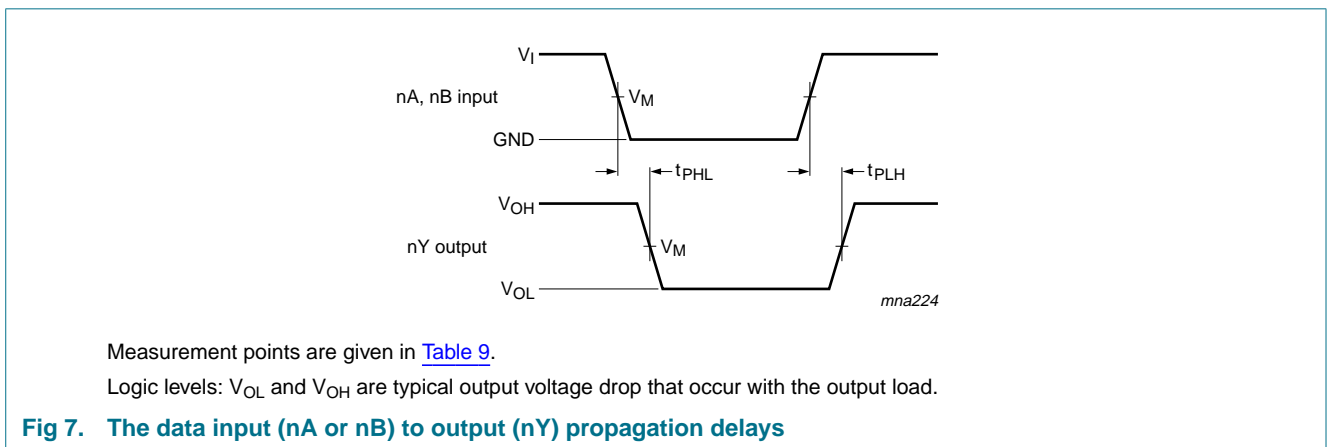 V_I
nA, nB input
V_M
GND
t_PHL
t_PLH
V_OH
nY output
V_M
V_OL
mna224
Measurement points are given in Table 9.
Logic levels: V_OL and V_OH are typical output voltage drop that occur with the output load.
Fig 7. The data input (nA or nB) to output (nY) propagation delays